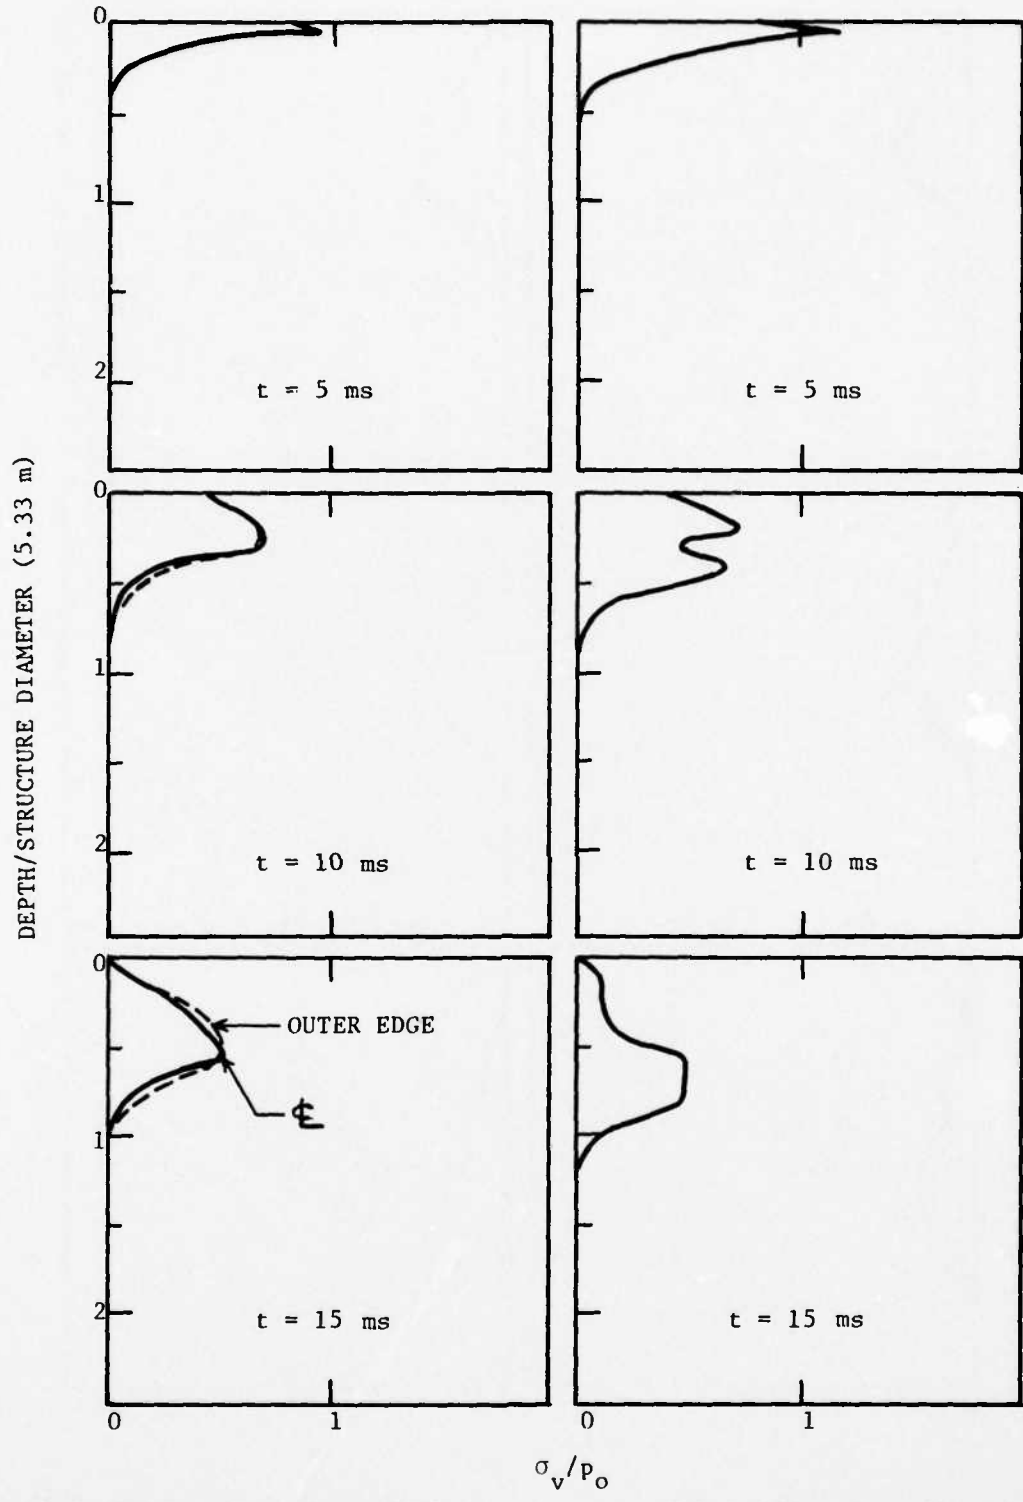 DEPTH/STRUCTURE DIAMETER (5.33 m)
0
1
2
t = 5 ms
t = 5 ms
0
1
2
t = 10 ms
t = 10 ms
0
1
2
OUTER EDGE
℄
t = 15 ms
t = 15 ms
0 1
0 1
σv/po